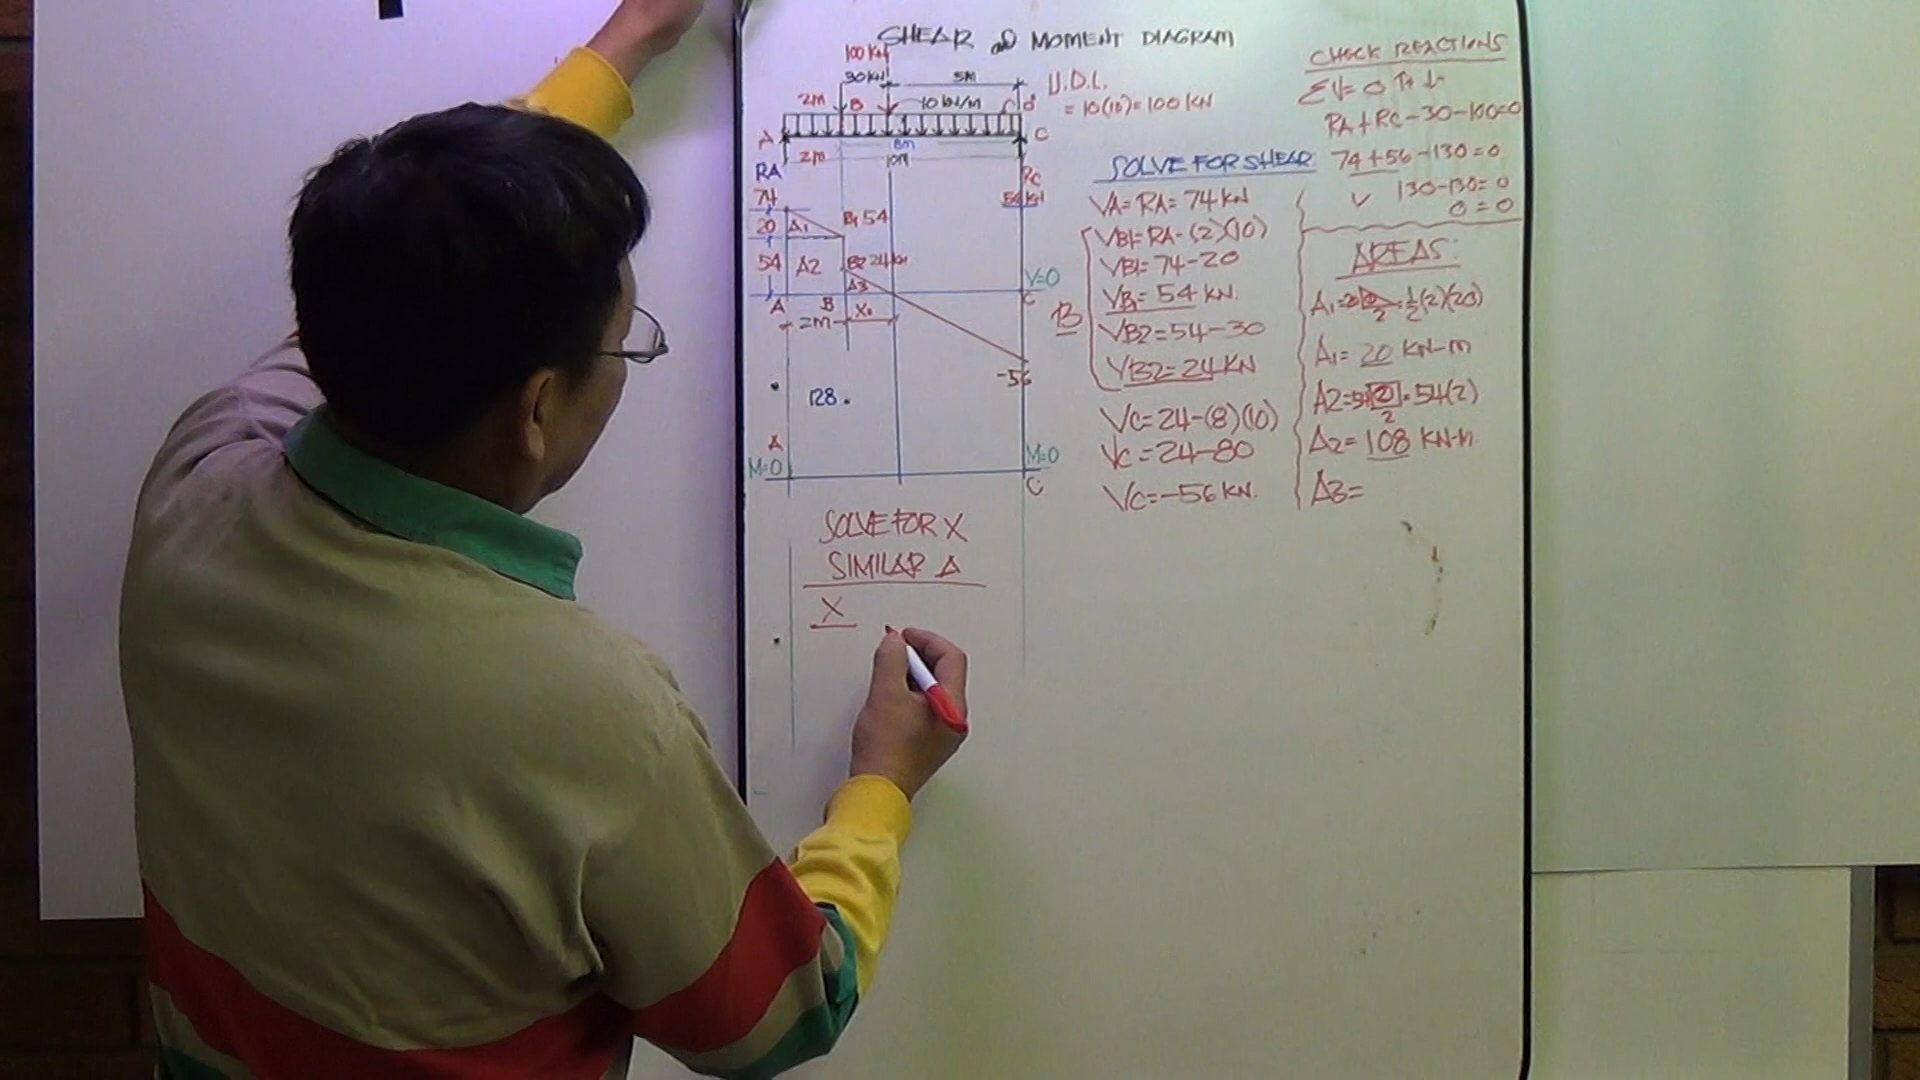 SHEAR and MOMENT DIAGRAM
100 KN
30 KN
5M
2M
B
10 KN/M
C
A
C
2M
8m
10M
RA
74
RC
56 KN
U.D.L.
= 10(10) = 100 KN
20
A1
B1 54
54
A2
B2 24 KN
A3
V=0
A
B
C
2M
X
-56
128
A
M=0
M=0
C
SOLVE FOR X
SIMILAR Δ
X
SOLVE FOR SHEAR
VA = RA = 74 KN
VB1 = RA - (2)(10)
VB1 = 74 - 20
VB1 = 54 KN.
B
VB2 = 54 - 30
VB2 = 24 KN
VC = 24 - (8)(10)
VC = 24 - 80
VC = -56 KN.
CHECK REACTIONS
ΣV = 0 ↑+ ↓-
RA + RC - 30 - 100 = 0
74 + 56 - 130 = 0
130 - 130 = 0
0 = 0
AREAS:
A1 = 1/2 (2)(20)
A1 = 20 KN-M
A2 = 54(2)
A2 = 108 KN-M.
A3 =